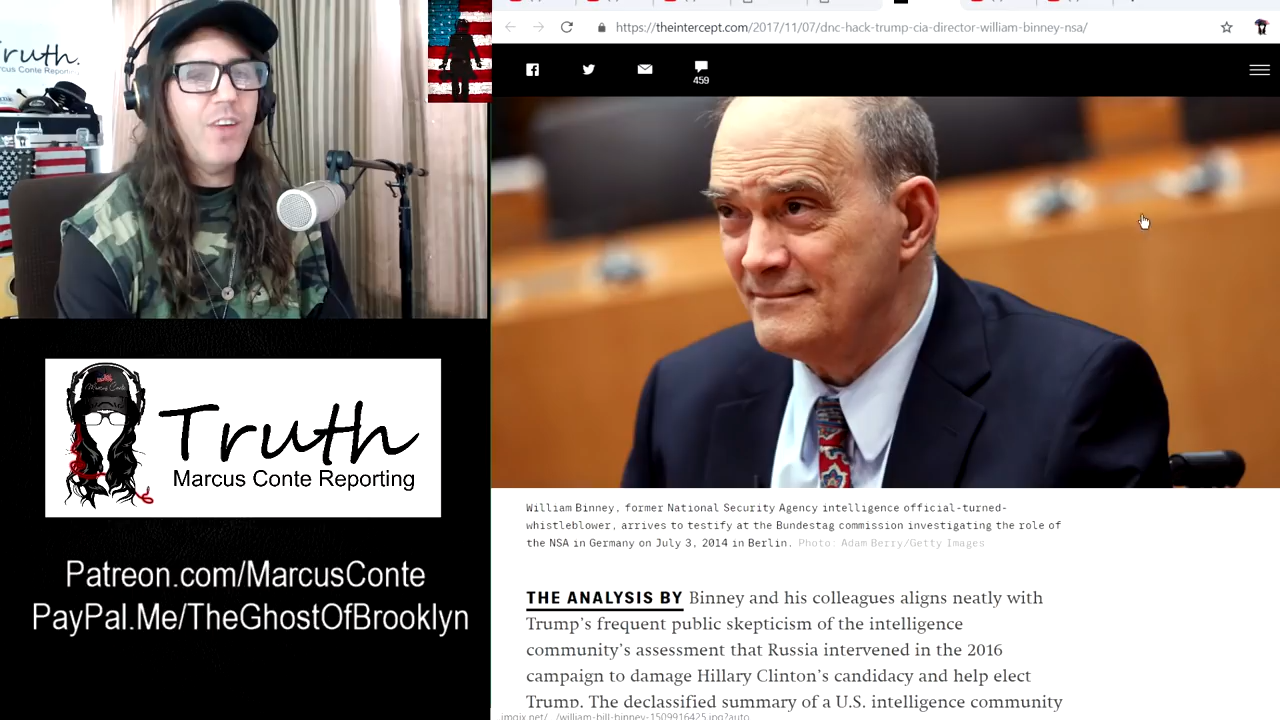 Truth.
Marcus Conte Reporting
https://theintercept.com/2017/11/07/dnc-hack-trump-cia-director-william-binney-nsa/
459
William Binney, former National Security Agency intelligence official-turned-
whistleblower, arrives to testify at the Bundestag commission investigating the role of
the NSA in Germany on July 3, 2014 in Berlin. Photo: Adam Berry/Getty Images
THE ANALYSIS BY Binney and his colleagues aligns neatly with
Trump's frequent public skepticism of the intelligence
community's assessment that Russia intervened in the 2016
campaign to damage Hillary Clinton's candidacy and help elect
Trump. The declassified summary of a U.S. intelligence community
Truth
Marcus Conte Reporting
Patreon.com/MarcusConte
PayPal.Me/TheGhostOfBrooklyn